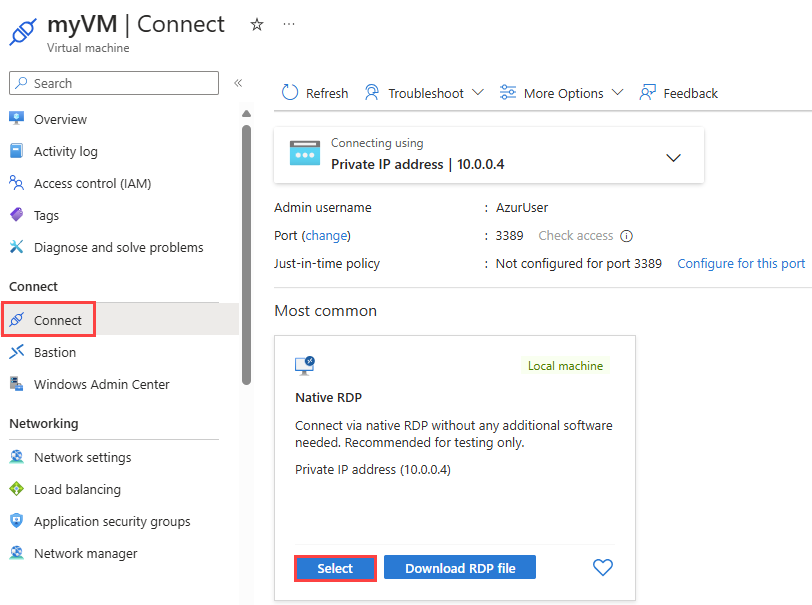 myVM | Connect
Virtual machine
Search
Overview
Activity log
Access control (IAM)
Tags
Diagnose and solve problems
Connect
Connect
Bastion
Windows Admin Center
Networking
Network settings
Load balancing
Application security groups
Network manager
Refresh Troubleshoot More Options Feedback
Connecting using
Private IP address | 10.0.0.4
Admin username : AzurUser
Port (change) : 3389 Check access
Just-in-time policy : Not configured for port 3389 Configure for this port
Most common
Local machine
Native RDP
Connect via native RDP without any additional software
needed. Recommended for testing only.
Private IP address (10.0.0.4)
Select Download RDP file